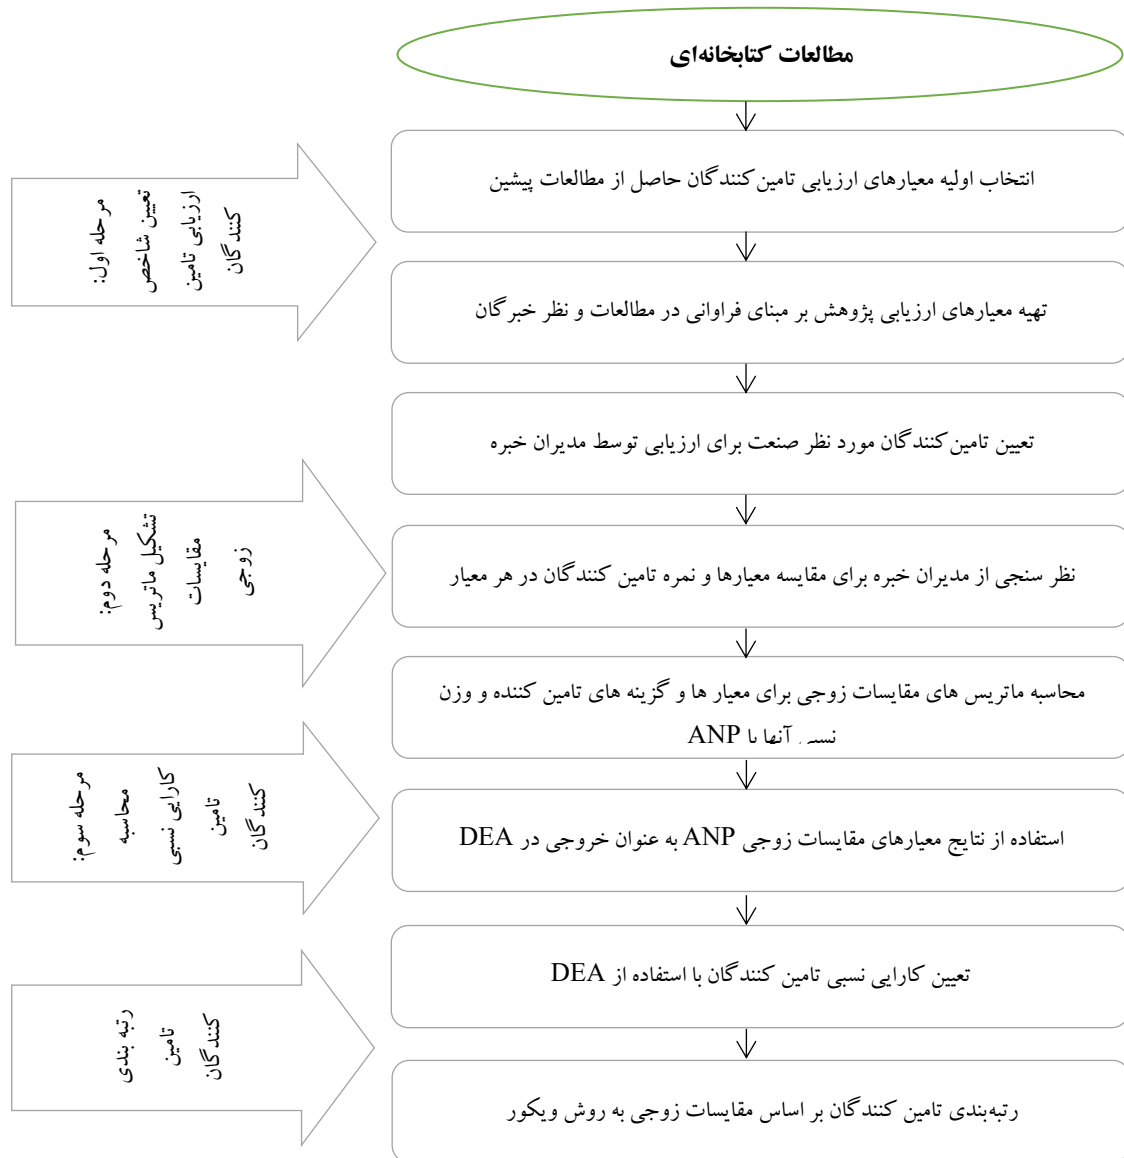 مطالعات کتابخانه‌ای
انتخاب اولیه معیارهای ارزیابی تامین‌کنندگان حاصل از مطالعات پیشین
تهیه معیارهای ارزیابی پژوهش بر مبنای فراوانی در مطالعات و نظر خبرگان
تعیین تامین‌کنندگان مورد نظر صنعت برای ارزیابی توسط مدیران خبره
نظر سنجی از مدیران خبره برای مقایسه معیارها و نمره تامین کنندگان در هر معیار
محاسبه ماتریس های مقایسات زوجی برای معیار ها و گزینه های تامین کننده و وزن
نسبی آنها با ANP
استفاده از نتایج معیارهای مقایسات زوجی ANP به عنوان خروجی در DEA
تعیین کارایی نسبی تامین کنندگان با استفاده از DEA
رتبه‌بندی تامین کنندگان بر اساس مقایسات زوجی به روش ویکور
مرحله اول:
تعیین شاخص
ارزیابی تامین
کنندگان
مرحله دوم:
تشکیل ماتریس
مقایسات
زوجی
مرحله سوم:
محاسبه
کارایی نسبی
تامین
کنندگان
رتبه بندی
تامین
کنندگان